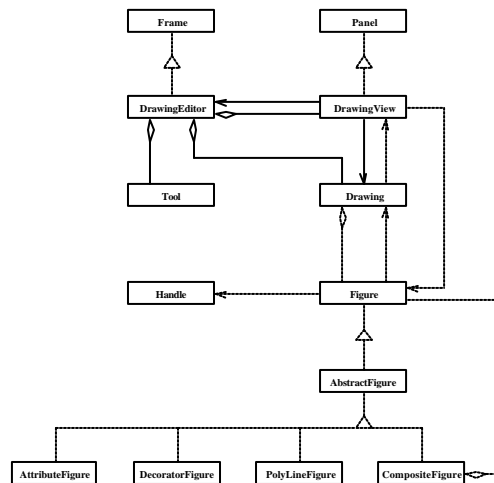 Frame
Panel
DrawingEditor
DrawingView
Tool
Drawing
Handle
Figure
AbstractFigure
AttributeFigure
DecoratorFigure
PolyLineFigure
CompositeFigure